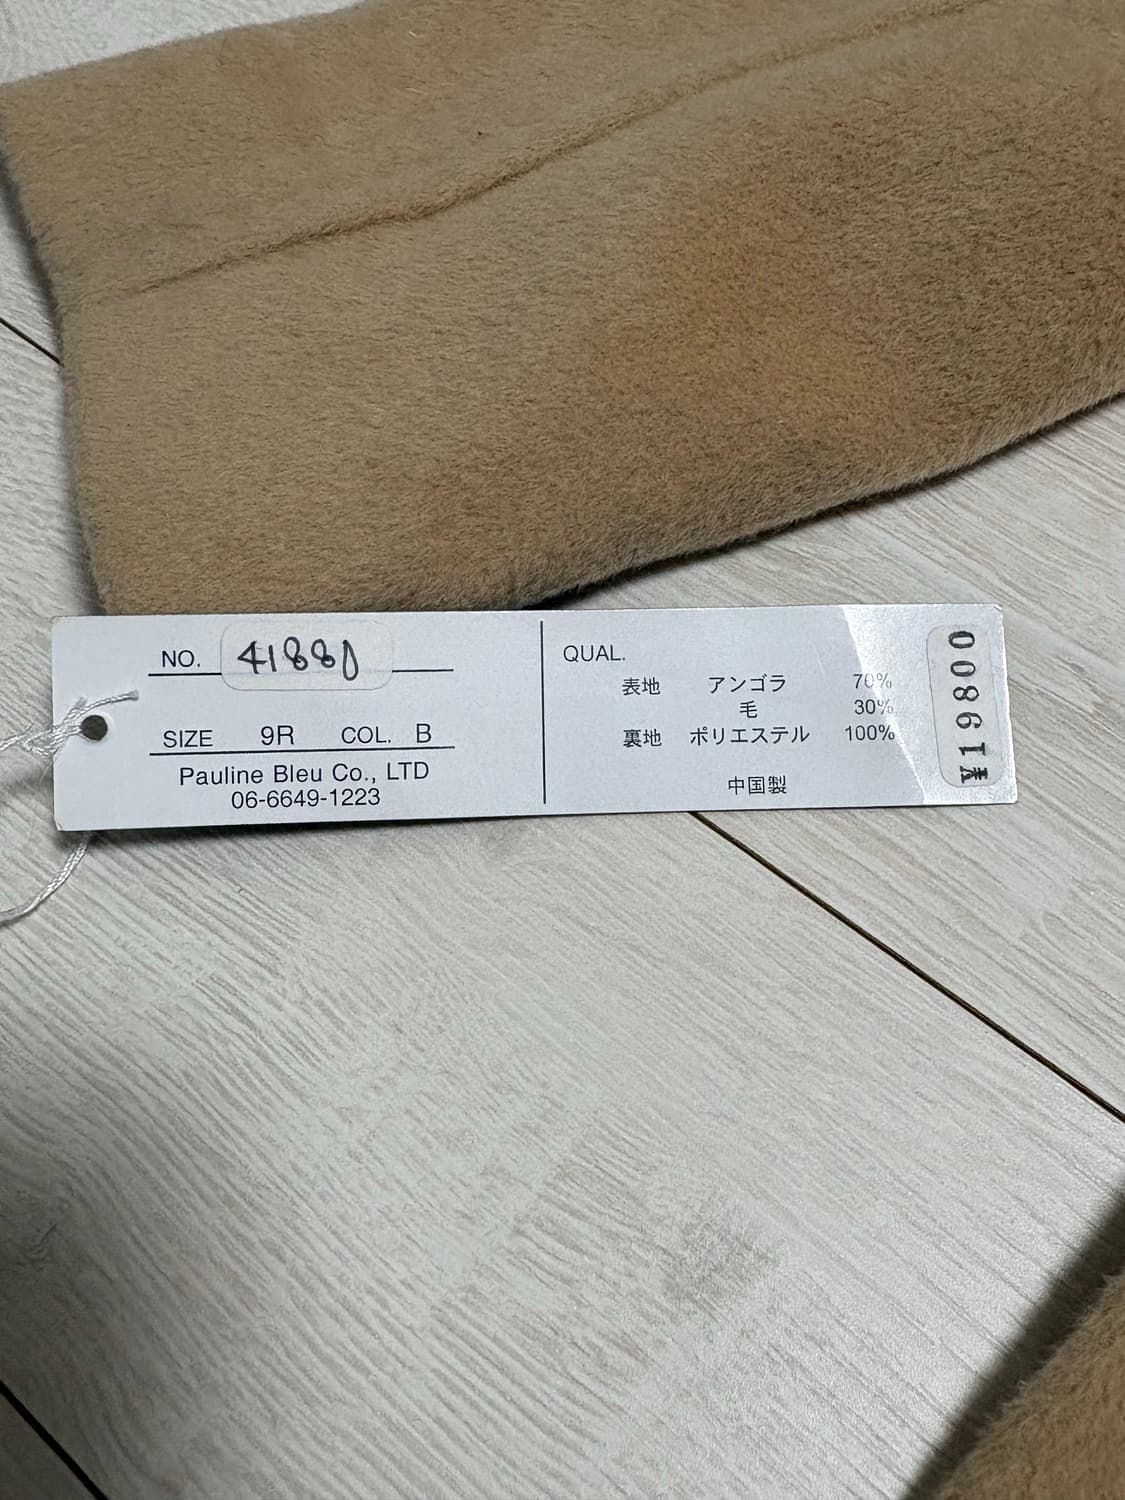 NO. 41880
SIZE 9R COL. B
Pauline Bleu Co., LTD
06-6649-1223
QUAL.
表地 アンゴラ 70%
毛 30%
裏地 ポリエステル 100%
中国製
¥19800